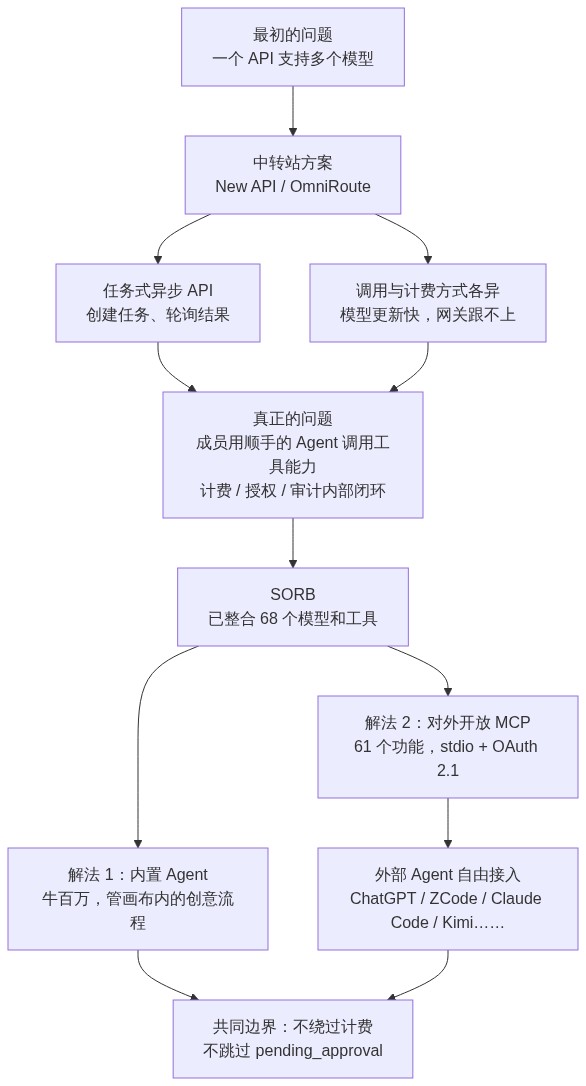 最初的问题
一个 API 支持多个模型
中转站方案
New API / OmniRoute
任务式异步 API
创建任务、轮询结果
调用与计费方式各异
模型更新快，网关跟不上
真正的问题
成员用顺手的 Agent 调用工
具能力
计费 / 授权 / 审计内部闭环
SORB
已整合 68 个模型和工具
解法 2：对外开放 MCP
61 个功能，stdio + OAuth
2.1
解法 1：内置 Agent
牛百万，管画布内的创意流
程
外部 Agent 自由接入
ChatGPT / ZCode / Claude
Code / Kimi……
共同边界：不绕过计费
不跳过 pending_approval